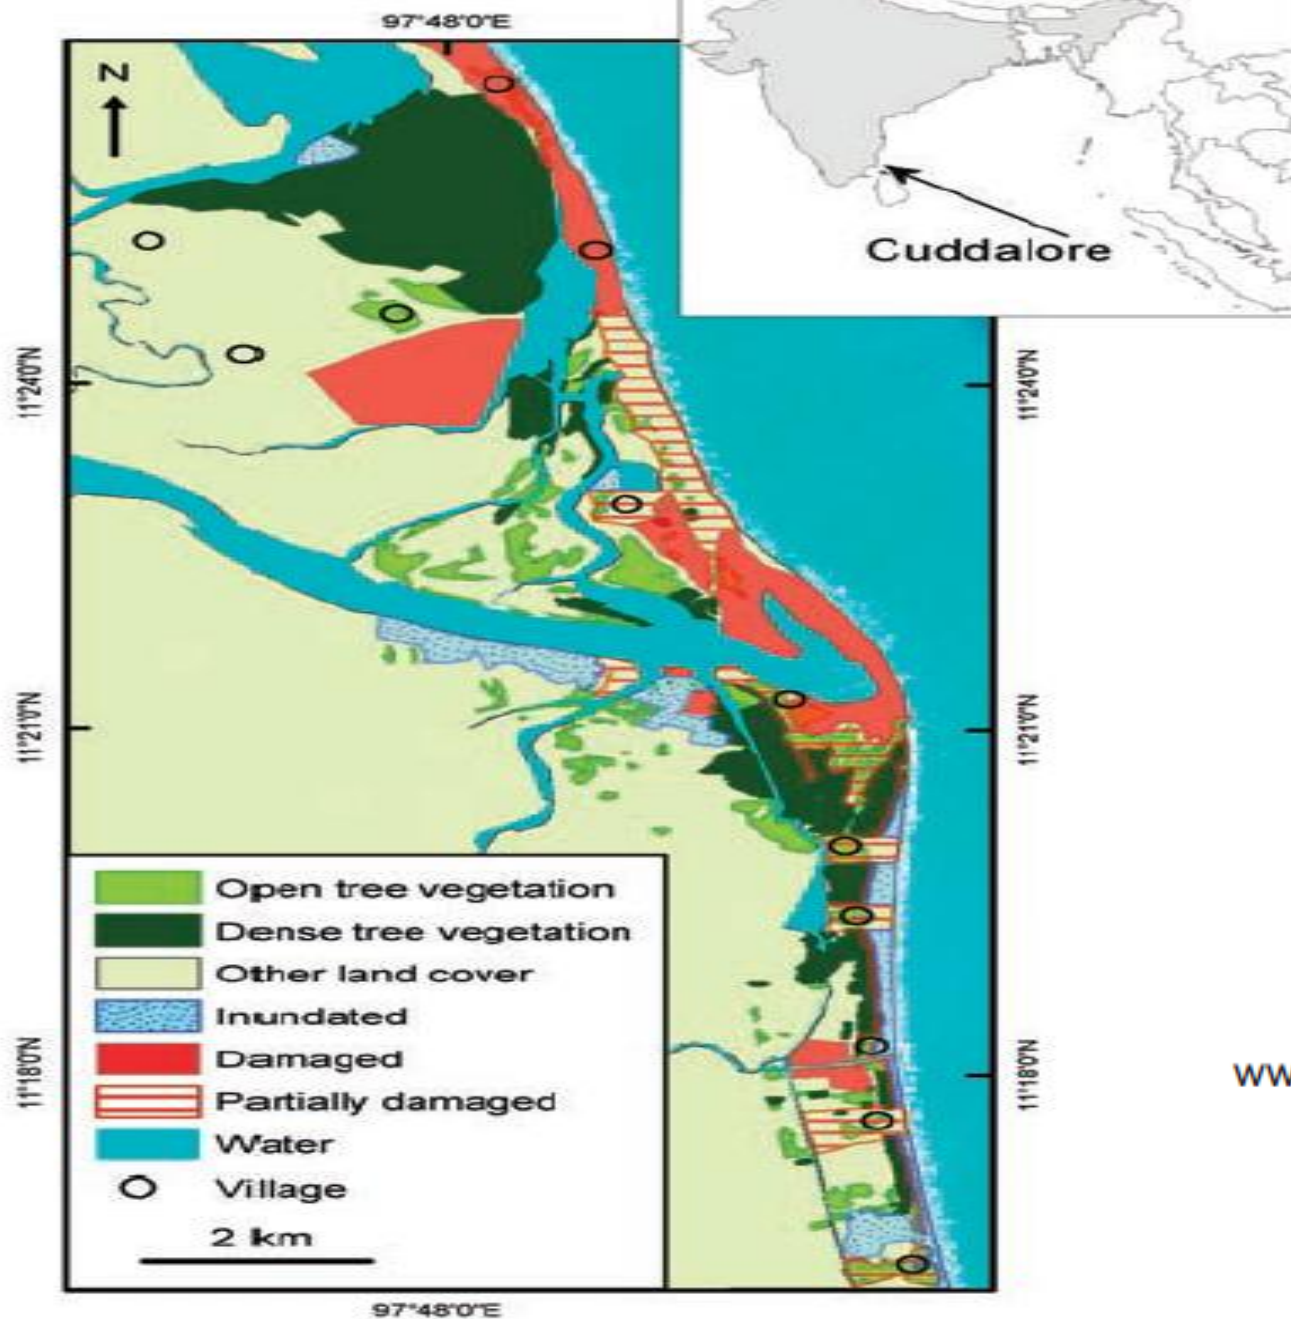 97°48'0"E
N
Cuddalore
11°24'0"N
11°24'0"N
11°21'0"N
11°21'0"N
11°18'0"N
11°18'0"N
Open tree vegetation
Dense tree vegetation
Other land cover
Inundated
Damaged
Partially damaged
Water
Village
2 km
97°48'0"E